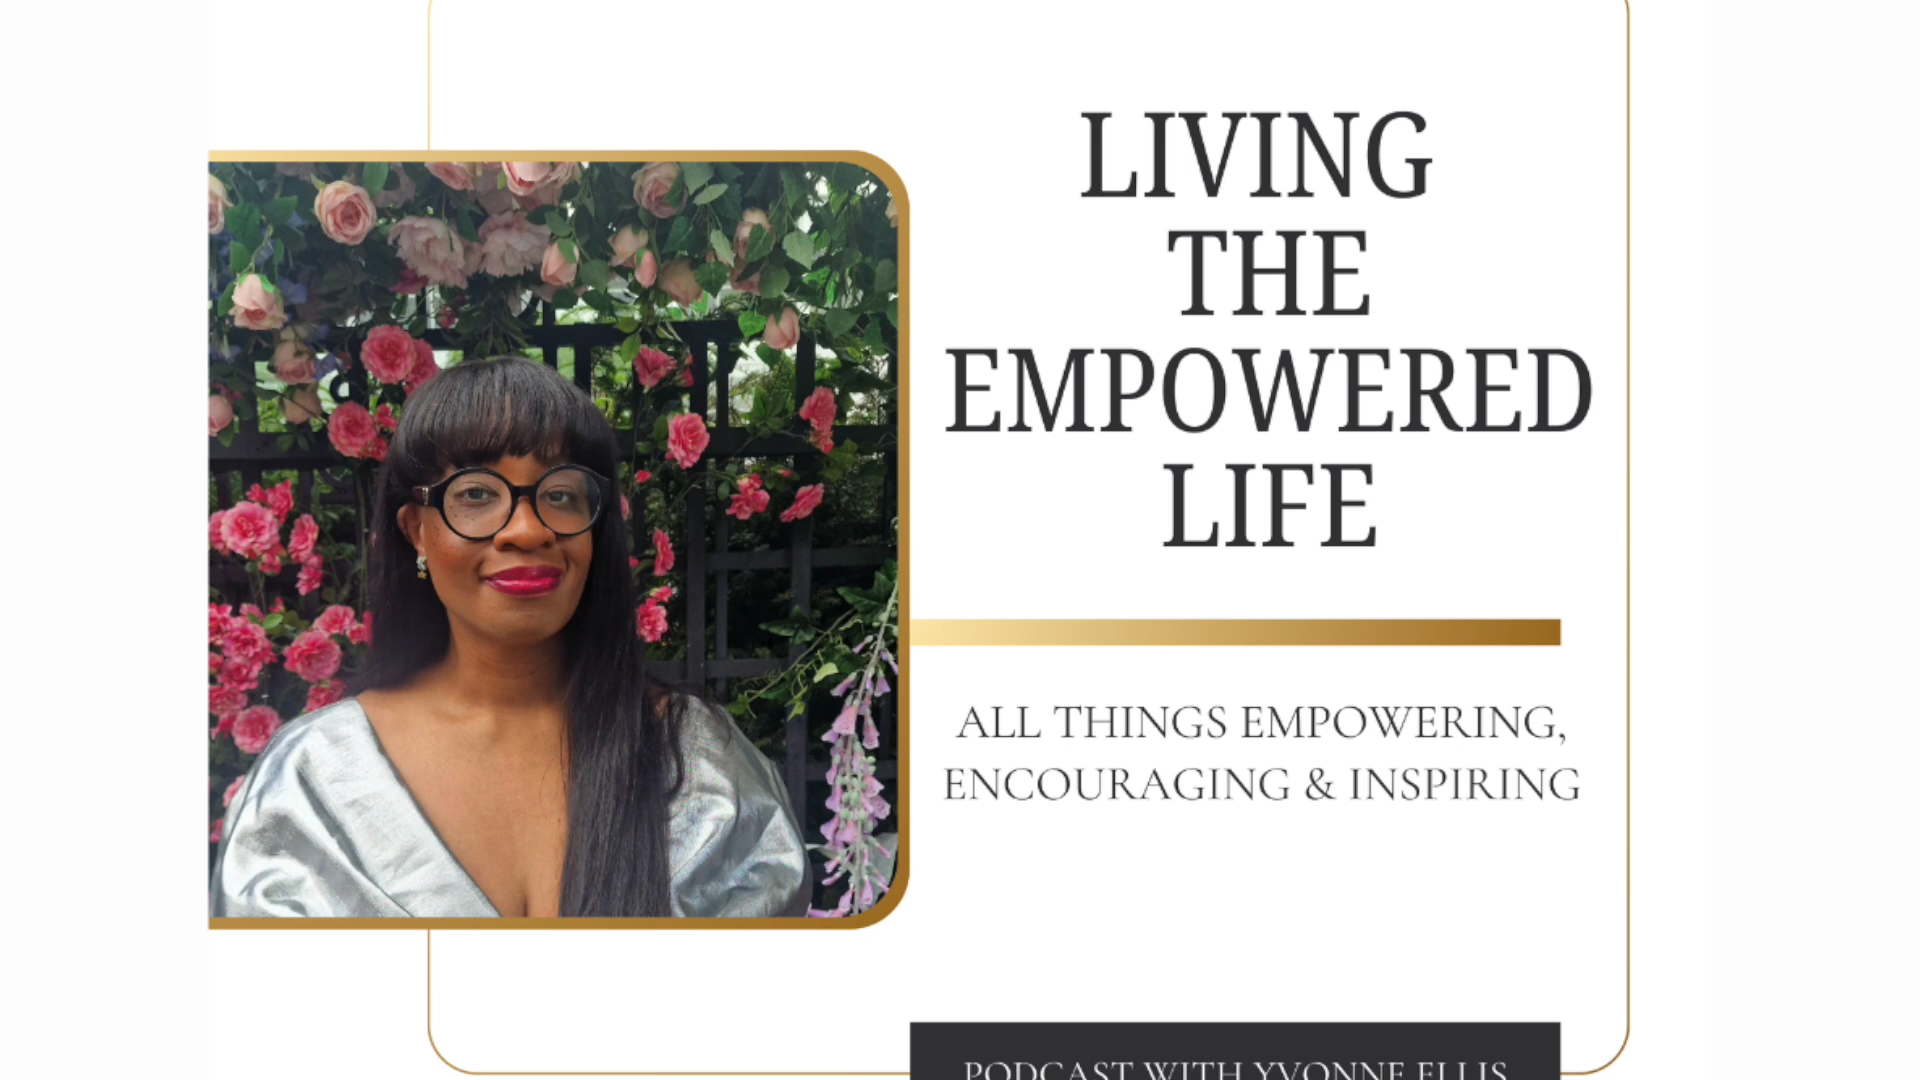 LIVING
THE
EMPOWERED
LIFE
ALL THINGS EMPOWERING,
ENCOURAGING & INSPIRING
PODCAST WITH YVONNE ELLIS